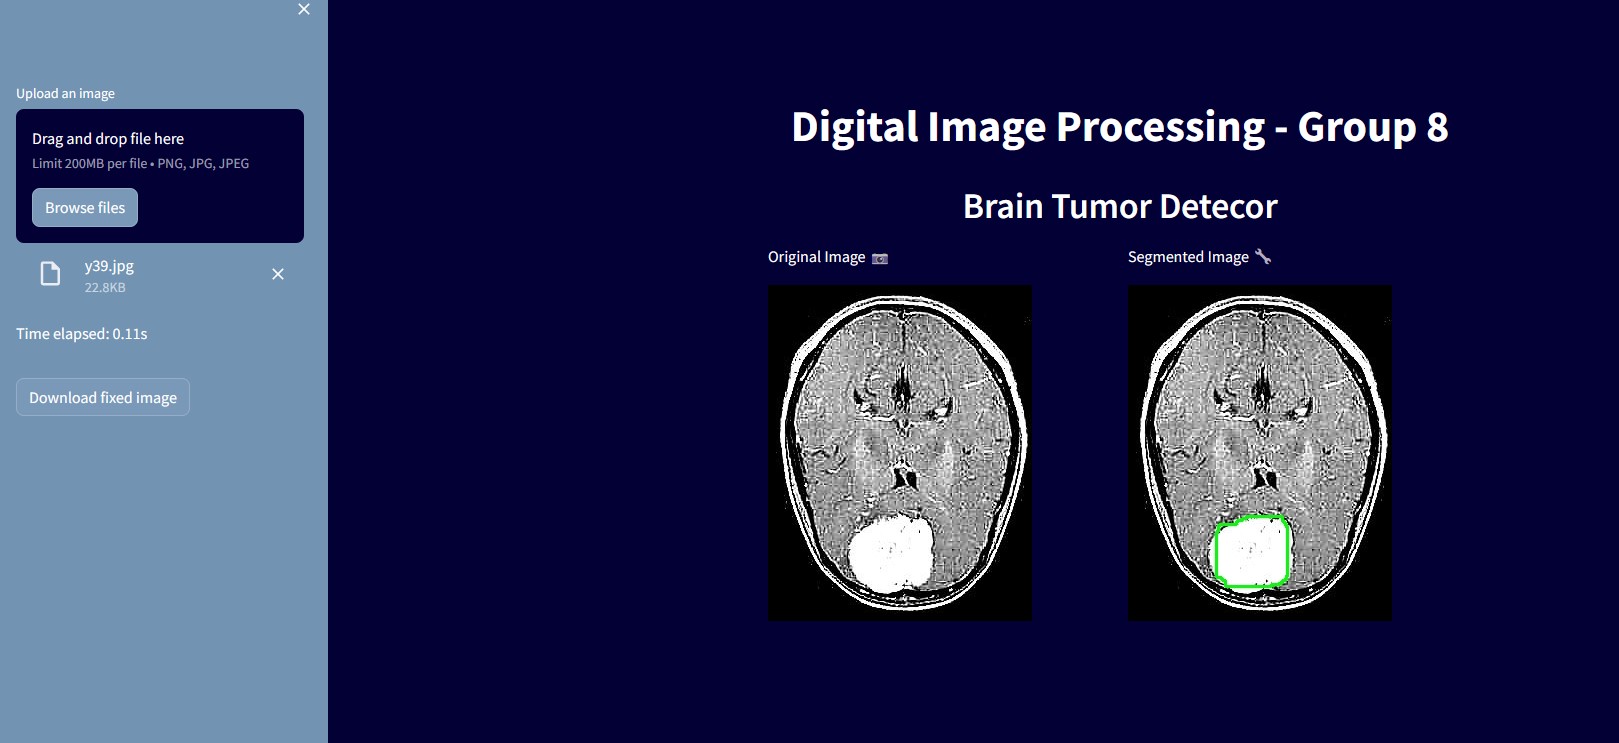 Upload an image
Drag and drop file here
Limit 200MB per file • PNG, JPG, JPEG
Browse files
y39.jpg
22.8KB
Time elapsed: 0.11s
Download fixed image
Digital Image Processing - Group 8
Brain Tumor Detecor
Original Image 📷
Segmented Image 🔧